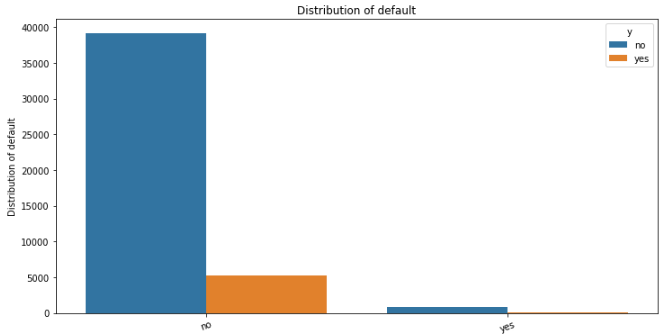 Distribution of default
y
no
yes
Distribution of default
40000
35000
30000
25000
20000
15000
10000
5000
0
no
yes